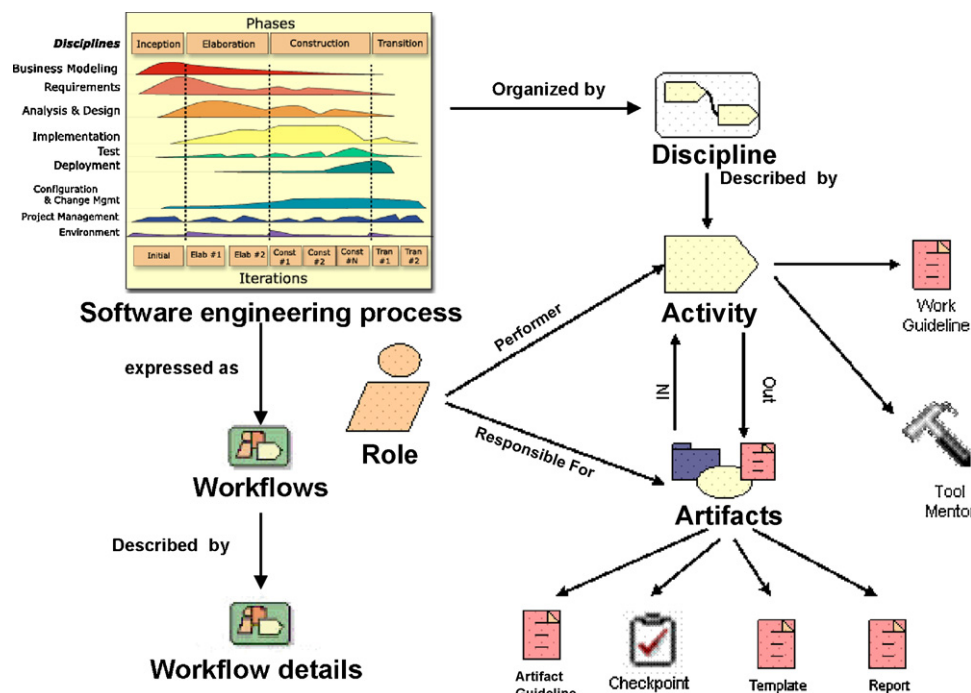 Phases
Disciplines
Inception
Elaboration
Construction
Transition
Business Modeling
Requirements
Analysis & Design
Implementation
Test
Deployment
Configuration
& Change Mgmt
Project Management
Environment
Initial
Elab #1
Elab #2
Const
#1
Const
#2
Const
#N
Tran
#1
Tran
#2
Iterations
Software engineering process
expressed as
Workflows
Described by
Workflow details
Role
Performer
Responsible For
Organized by
Discipline
Described by
Activity
IN
Out
Artifacts
Work
Guideline
Tool
Mentor
Artifact
Guideline
Checkpoint
Template
Report